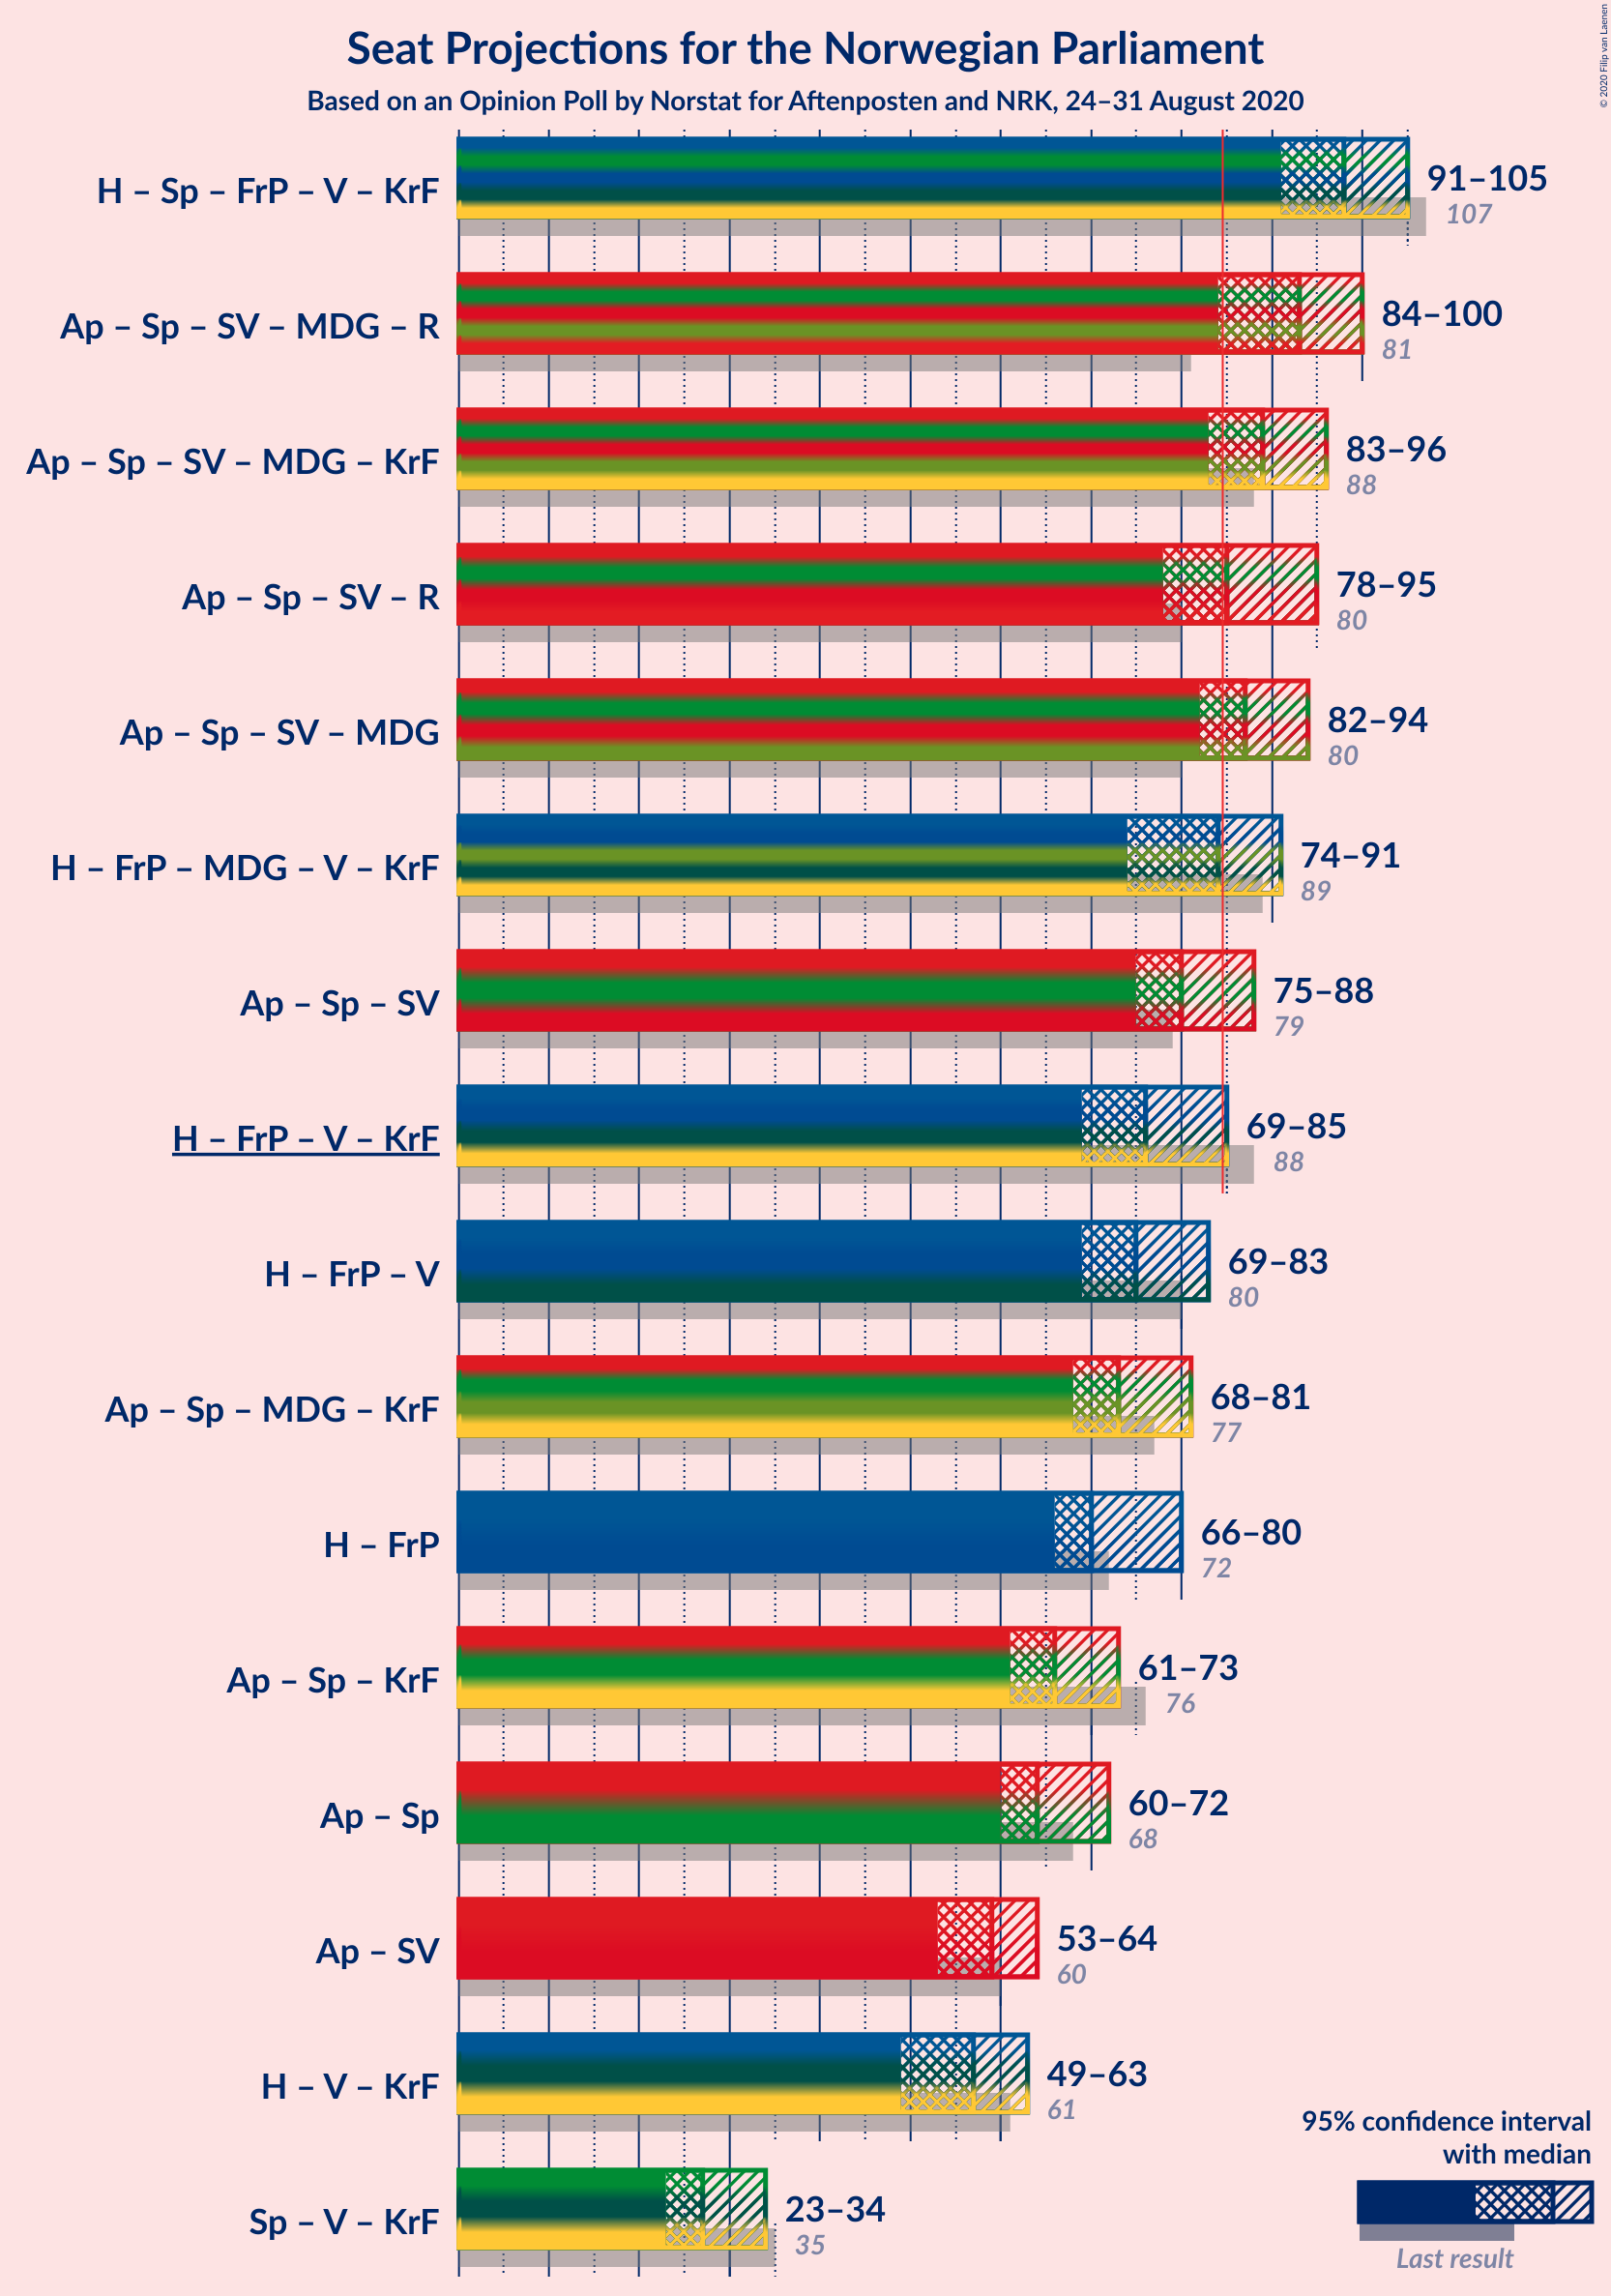 Seat Projections for the Norwegian Parliament
Based on an Opinion Poll by Norstat for Aftenposten and NRK, 24–31 August 2020
© 2020 Filip van Laenen
H – Sp – FrP – V – KrF
91–105
107
Ap – Sp – SV – MDG – R
84–100
81
Ap – Sp – SV – MDG – KrF
83–96
88
Ap – Sp – SV – R
78–95
80
Ap – Sp – SV – MDG
82–94
80
H – FrP – MDG – V – KrF
74–91
89
Ap – Sp – SV
75–88
79
H – FrP – V – KrF
69–85
88
H – FrP – V
69–83
80
Ap – Sp – MDG – KrF
68–81
77
H – FrP
66–80
72
Ap – Sp – KrF
61–73
76
Ap – Sp
60–72
68
Ap – SV
53–64
60
H – V – KrF
49–63
61
Sp – V – KrF
23–34
35
95% confidence interval
with median
Last result